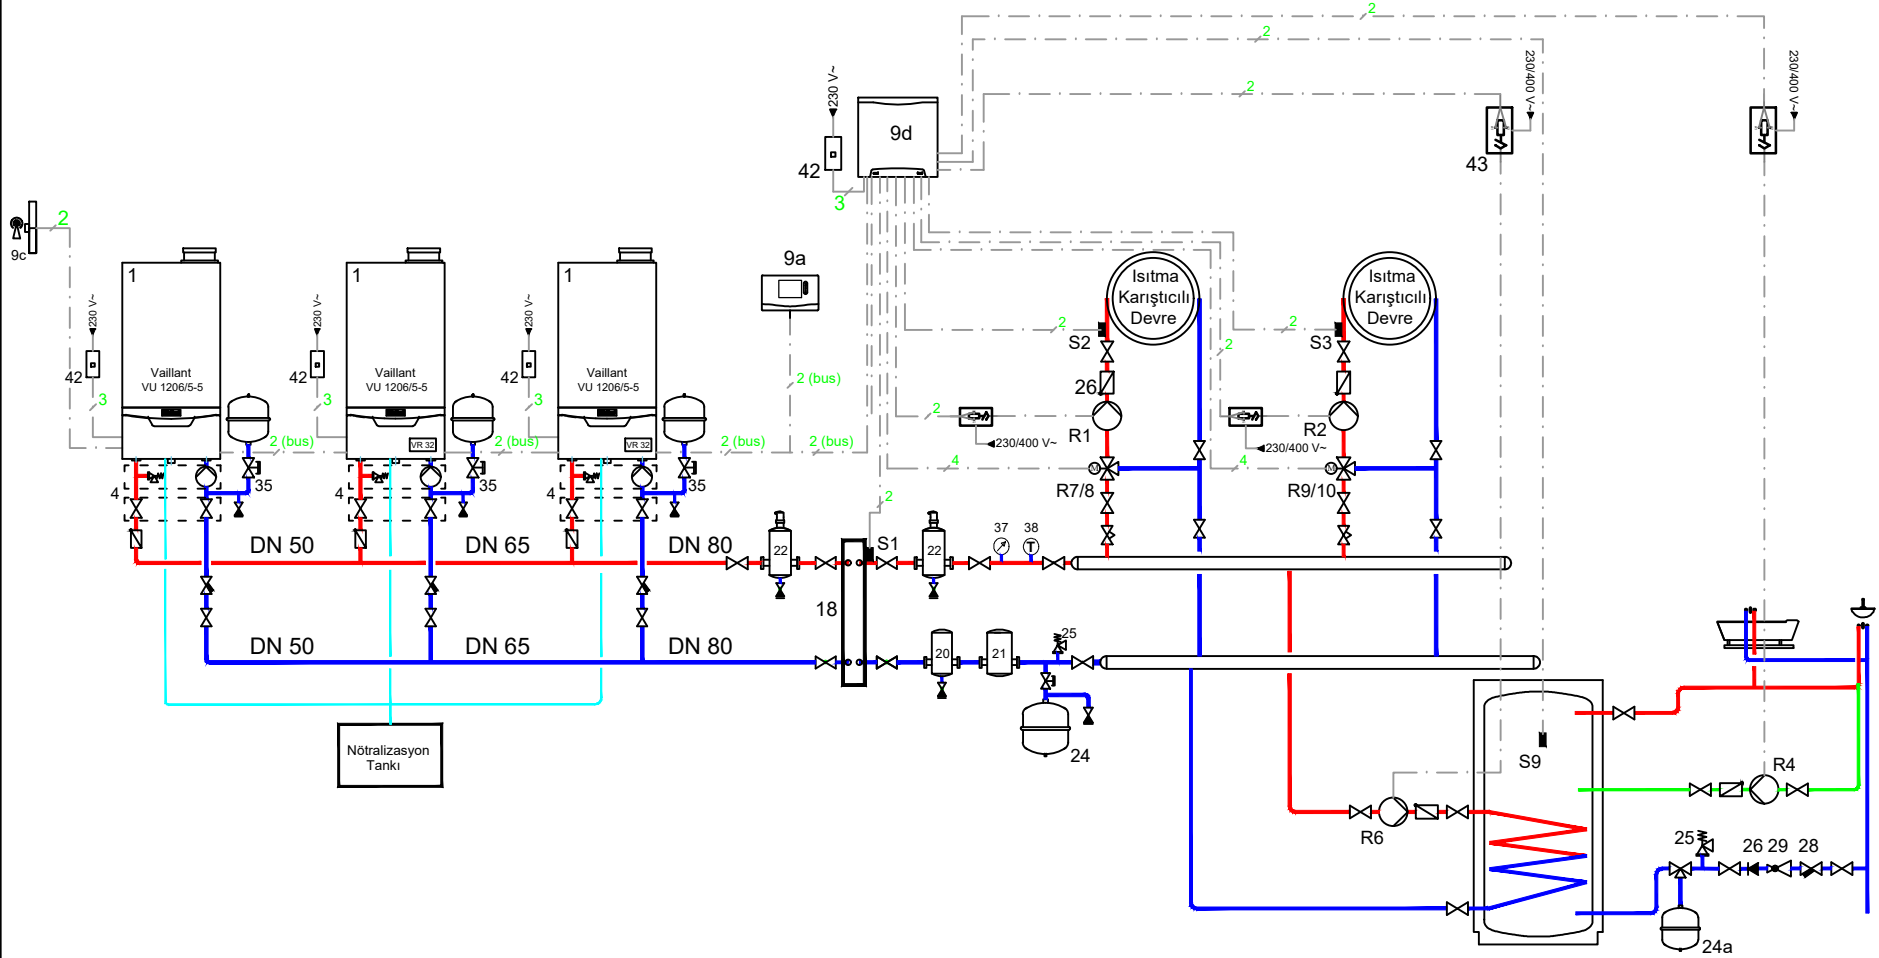 2
2
2
230 V~
230/400 V~
230/400 V~
9d
42
43
3
2
9c
9a
1
1
1
Isıtma
Karıştıcılı
Devre
Isıtma
Karıştıcılı
Devre
230 V~
230 V~
230 V~
2
2
2
S2
S3
42
42
42
Vaillant
VU 1206/5-5
Vaillant
VU 1206/5-5
Vaillant
VU 1206/5-5
2 (bus)
26
3
3
3
2
R1
R2
230/400 V~
230/400 V~
2 (bus)
VR 32
2 (bus)
VR 32
2 (bus)
2 (bus)
4
M
4
M
4
35
4
35
4
35
R7/8
R9/10
2
37
38
DN 50
DN 65
DN 80
22
S1
22
T
18
DN 50
DN 65
DN 80
20
21
25
Nötralizasyon
Tankı
24
S9
R4
R6
25
26
29
28
24a